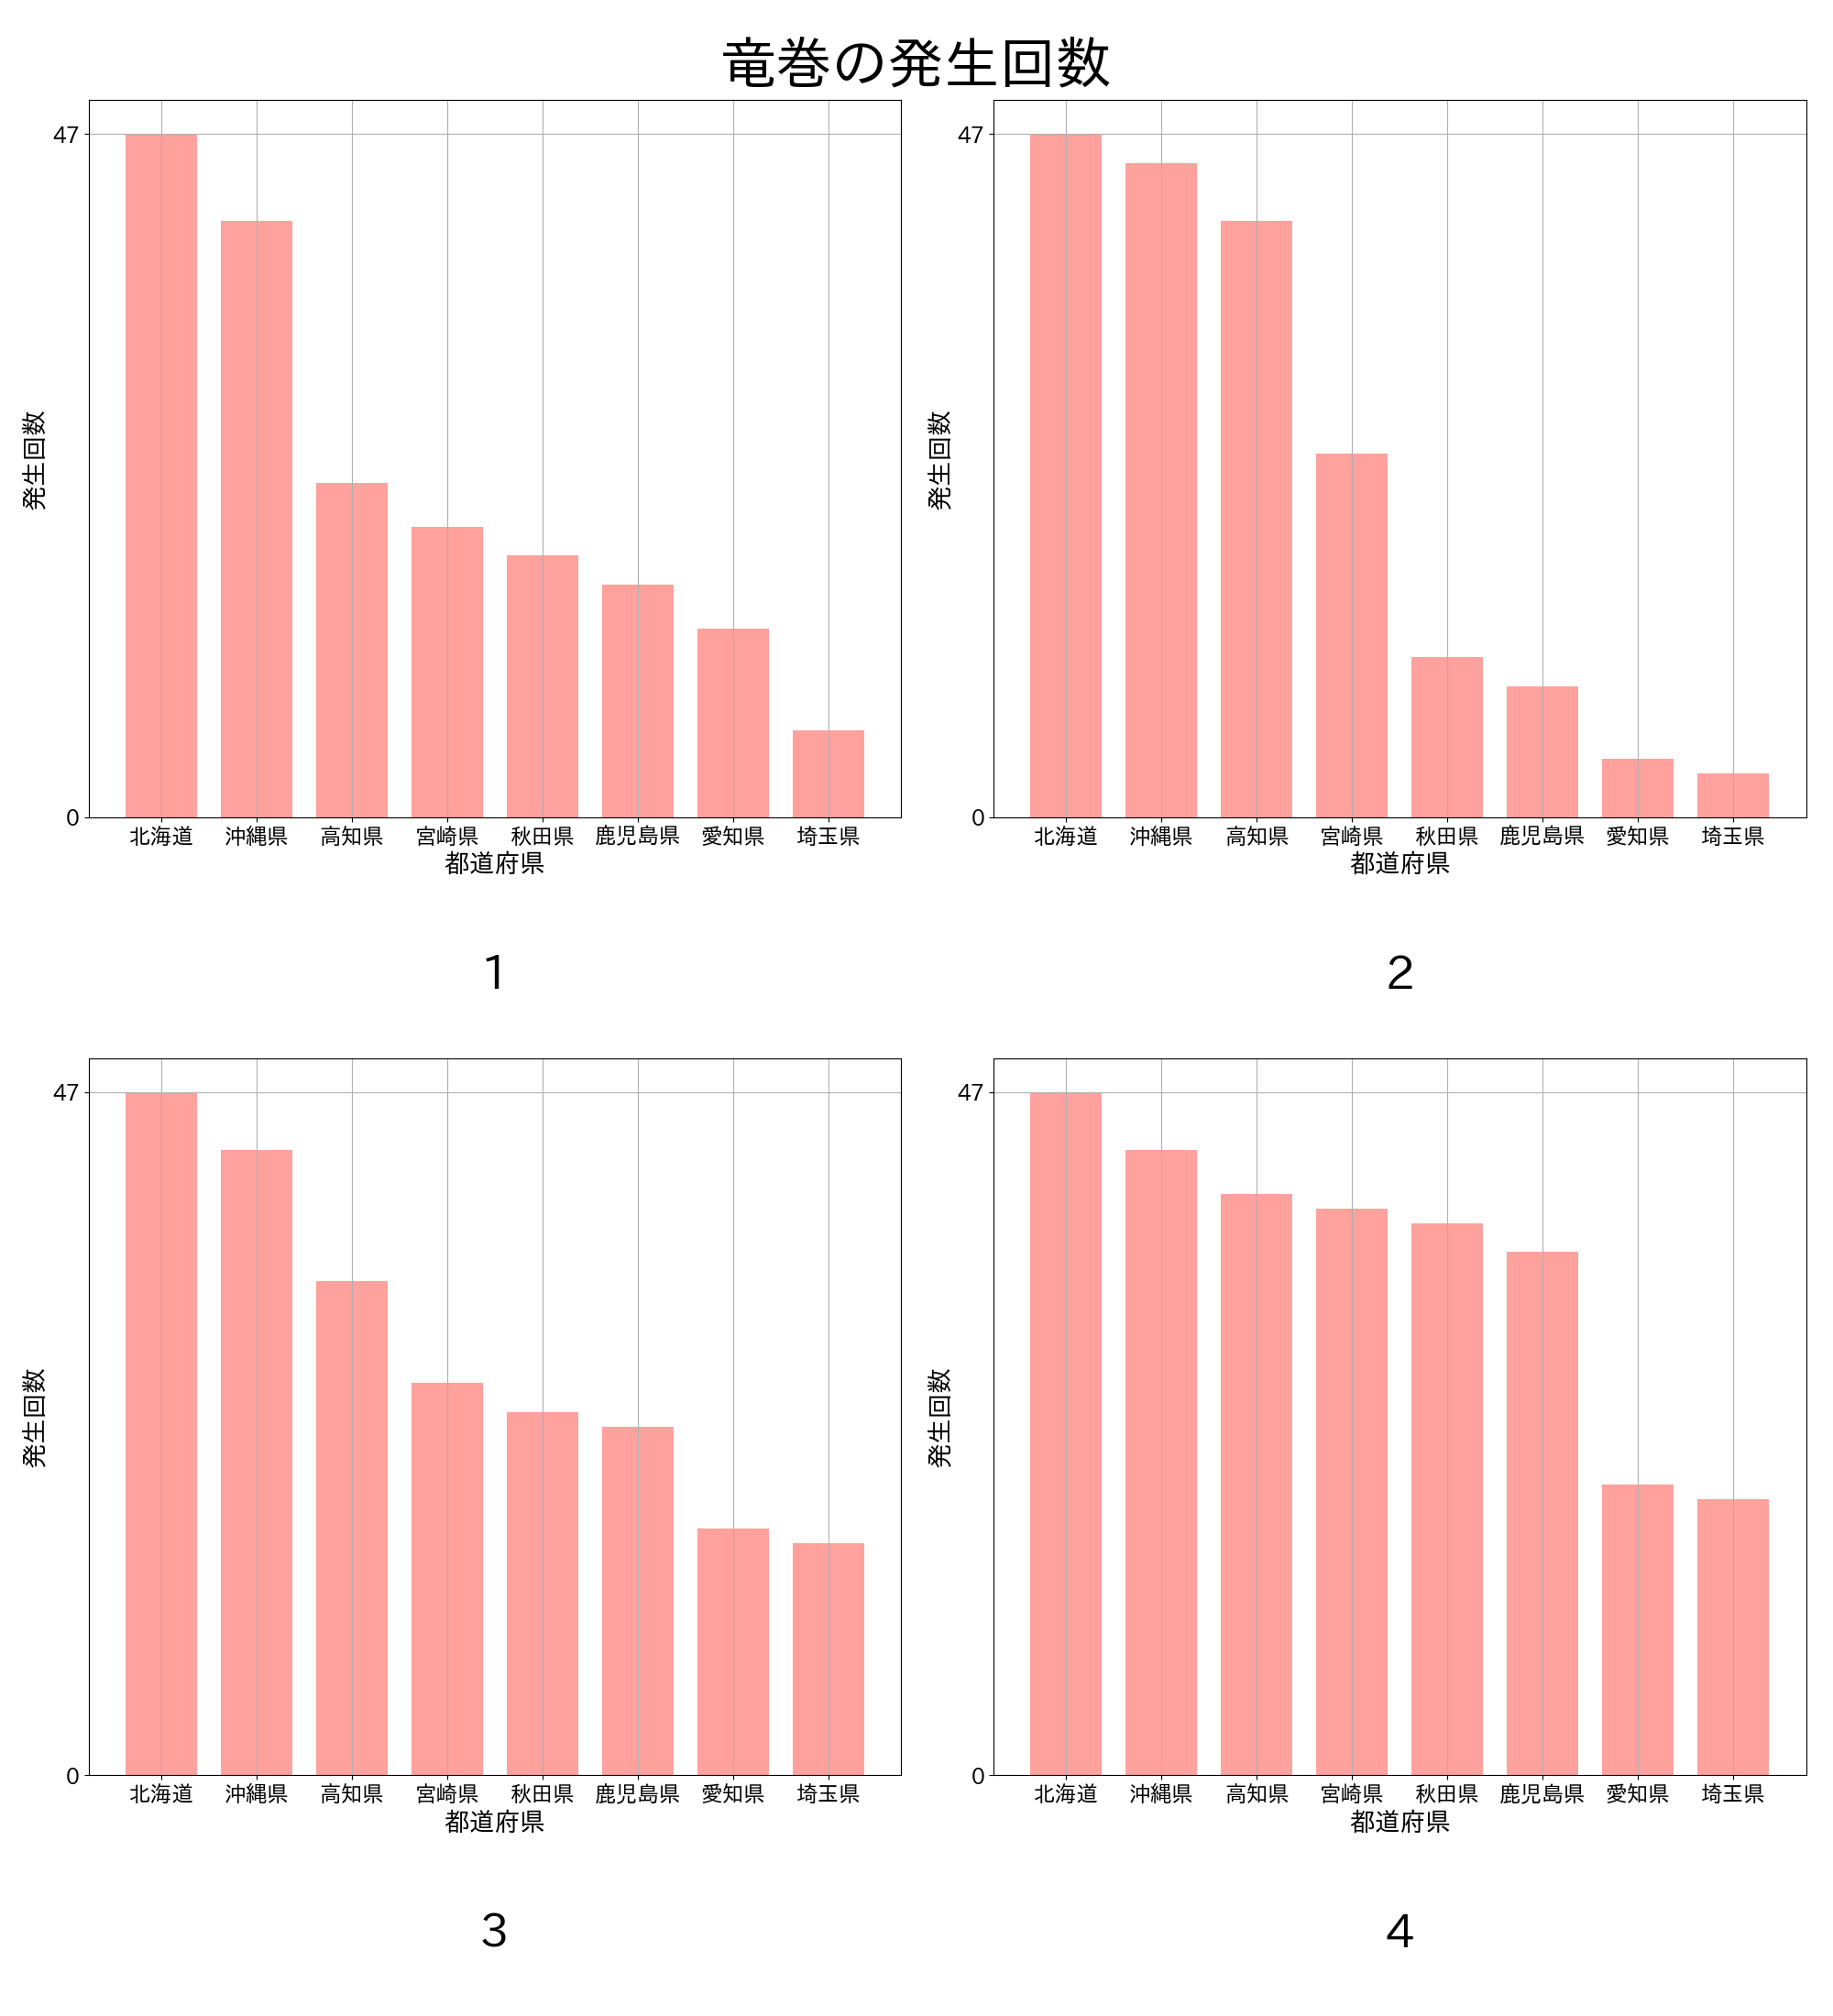 竜巻の発生回数
47
0
発生回数
北海道 沖縄県 高知県 宮崎県 秋田県 鹿児島県 愛知県 埼玉県
都道府県
1
47
0
発生回数
北海道 沖縄県 高知県 宮崎県 秋田県 鹿児島県 愛知県 埼玉県
都道府県
2
47
0
発生回数
北海道 沖縄県 高知県 宮崎県 秋田県 鹿児島県 愛知県 埼玉県
都道府県
3
47
0
発生回数
北海道 沖縄県 高知県 宮崎県 秋田県 鹿児島県 愛知県 埼玉県
都道府県
4